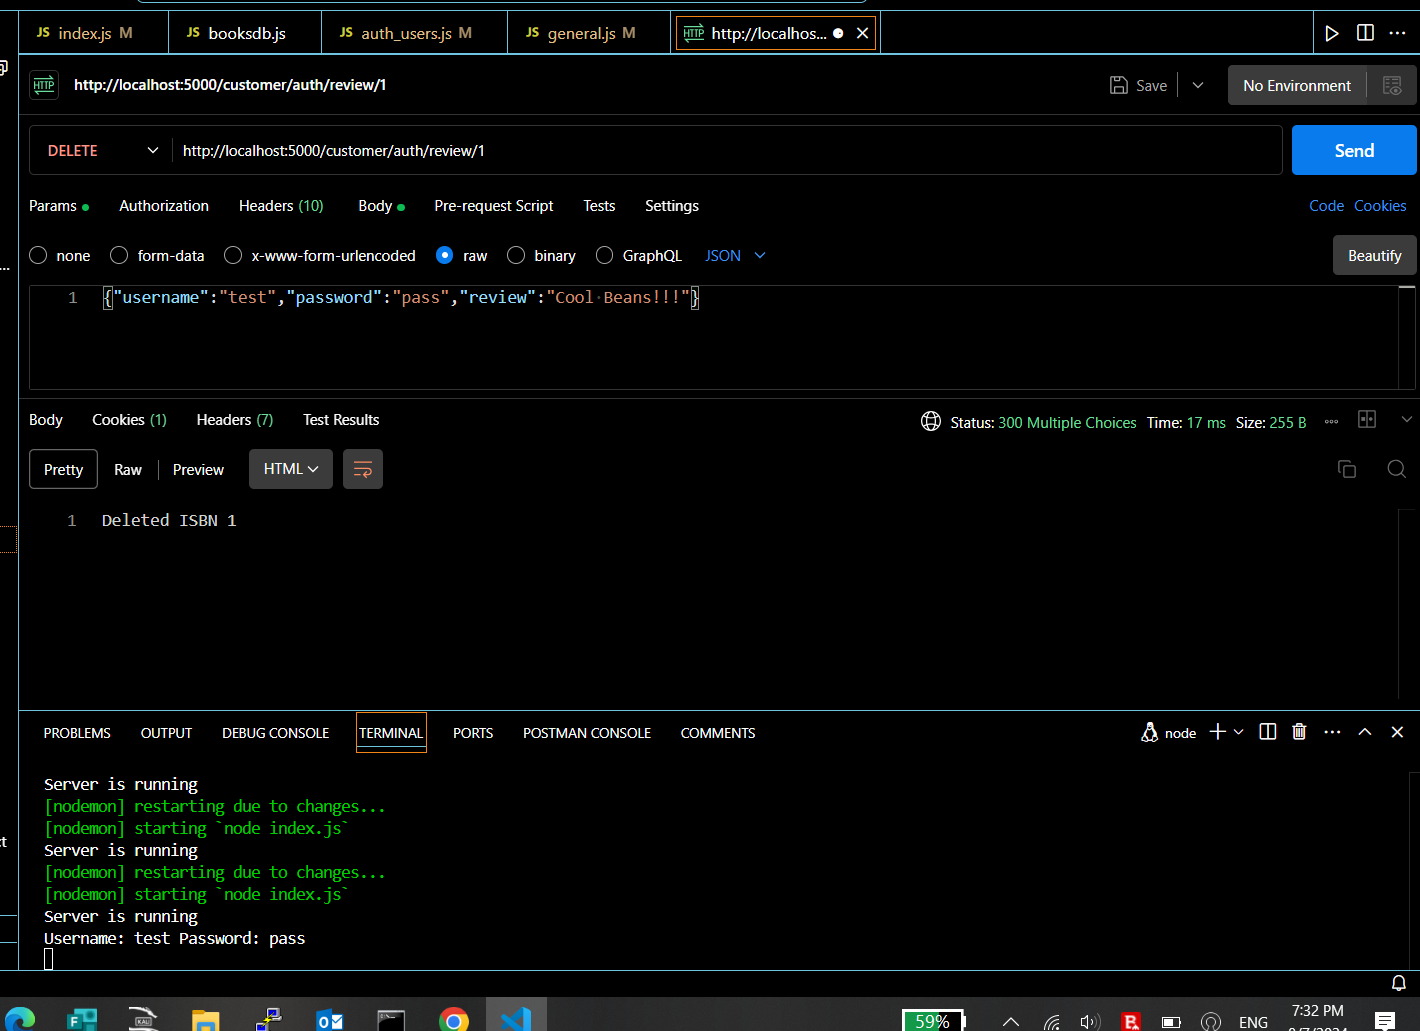 JS index.js M JS booksdb.js JS auth_users.js M JS general.js M HTTP http://localhos...
HTTP http://localhost:5000/customer/auth/review/1 Save No Environment
DELETE http://localhost:5000/customer/auth/review/1 Send
Params Authorization Headers (10) Body Pre-request Script Tests Settings Code Cookies
none form-data x-www-form-urlencoded raw binary GraphQL JSON Beautify
...
1 {"username":"test","password":"pass","review":"Cool Beans!!!"}
Body Cookies (1) Headers (7) Test Results Status: 300 Multiple Choices Time: 17 ms Size: 255 B
Pretty Raw Preview HTML
1 Deleted ISBN 1
PROBLEMS OUTPUT DEBUG CONSOLE TERMINAL PORTS POSTMAN CONSOLE COMMENTS node
Server is running
[nodemon] restarting due to changes...
[nodemon] starting `node index.js`
Server is running
[nodemon] restarting due to changes...
[nodemon] starting `node index.js`
Server is running
Username: test Password: pass
59% ENG 7:32 PM